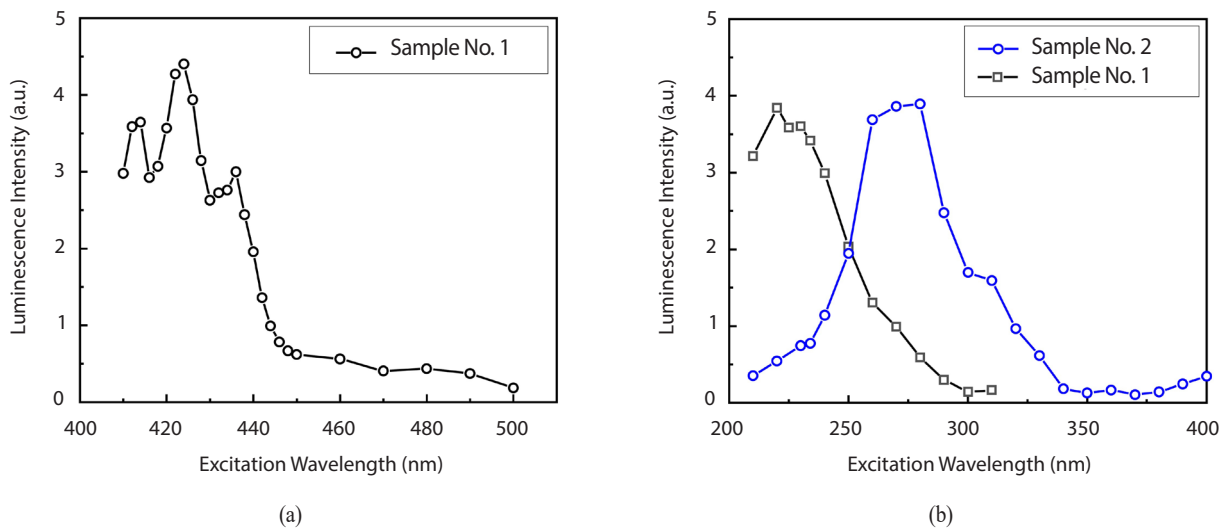 5
4
3
2
1
0
400
420
440
460
480
500
Luminescence Intensity (a.u.)
Excitation Wavelength (nm)
Sample No. 1
(a)
5
4
3
2
1
0
200
250
300
350
400
Luminescence Intensity (a.u.)
Excitation Wavelength (nm)
Sample No. 2
Sample No. 1
(b)